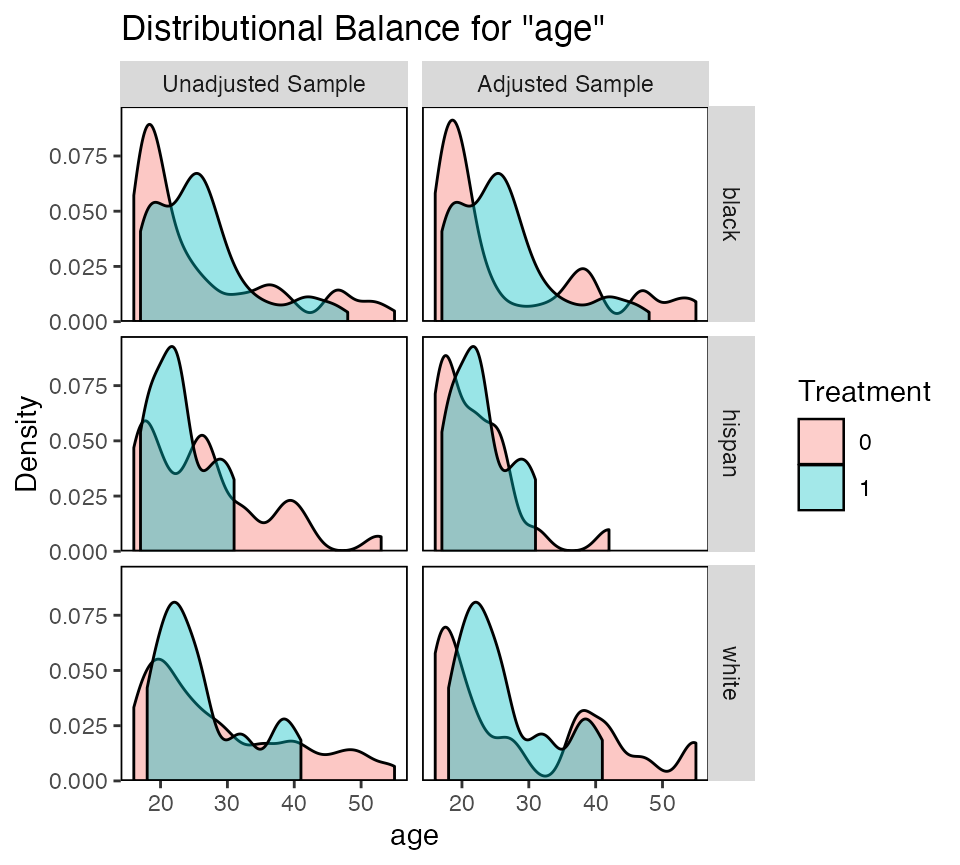 Distributional Balance for "age"
Unadjusted Sample
Adjusted Sample
0.075
0.050
0.025
0.000
black
0.075
0.050
0.025
0.000
hispan
0.075
0.050
0.025
0.000
white
Density
20 30 40 50
20 30 40 50
age
Treatment
0
1